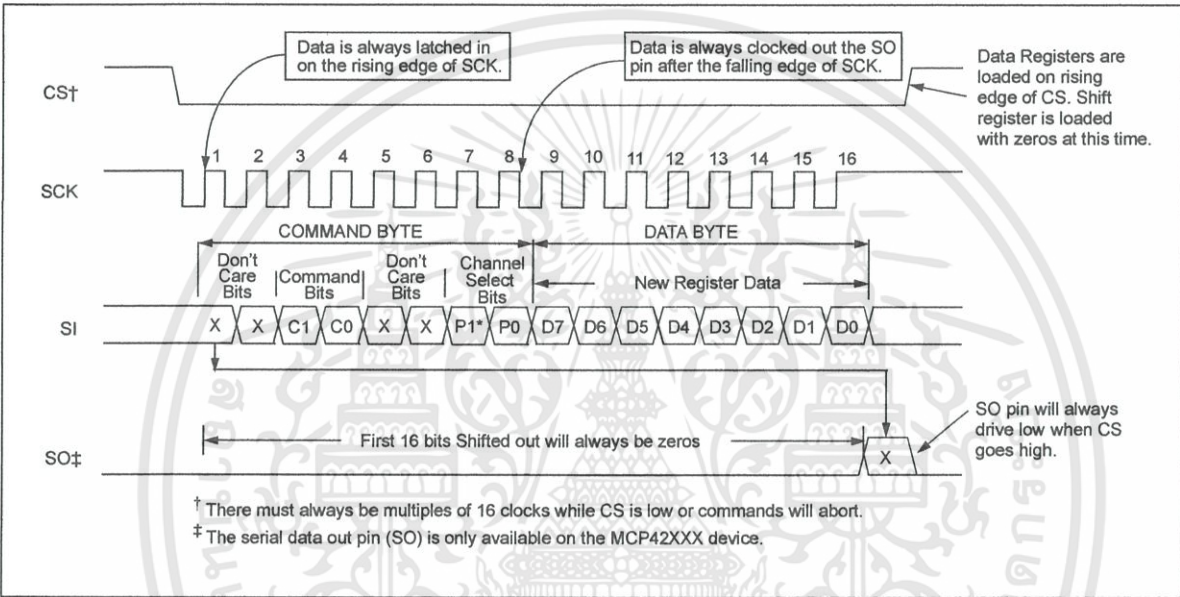 Data is always latched in
on the rising edge of SCK.
Data is always clocked out the SO
pin after the falling edge of SCK.
Data Registers are
loaded on rising
edge of CS. Shift
register is loaded
with zeros at this time.
CS†
1 2 3 4 5 6 7 8 9 10 11 12 13 14 15 16
SCK
COMMAND BYTE
DATA BYTE
Don't
Care
Bits
Command
Bits
Don't
Care
Bits
Channel
Select
Bits
New Register Data
SI
X X C1 C0 X X P1* P0 D7 D6 D5 D4 D3 D2 D1 D0
First 16 bits Shifted out will always be zeros
SO‡
X
SO pin will always
drive low when CS
goes high.
† There must always be multiples of 16 clocks while CS is low or commands will abort.
‡ The serial data out pin (SO) is only available on the MCP42XXX device.